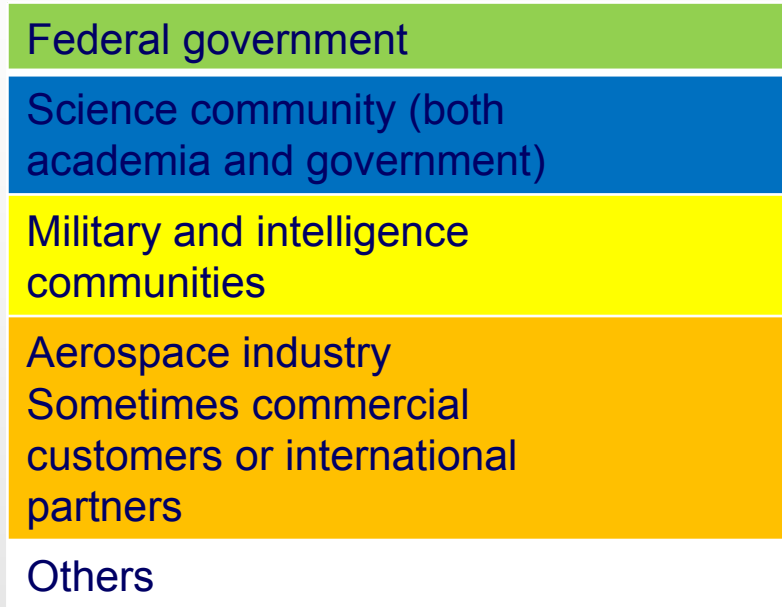 Federal government
Science community (both
academia and government)
Military and intelligence
communities
Aerospace industry
Sometimes commercial
customers or international
partners
Others